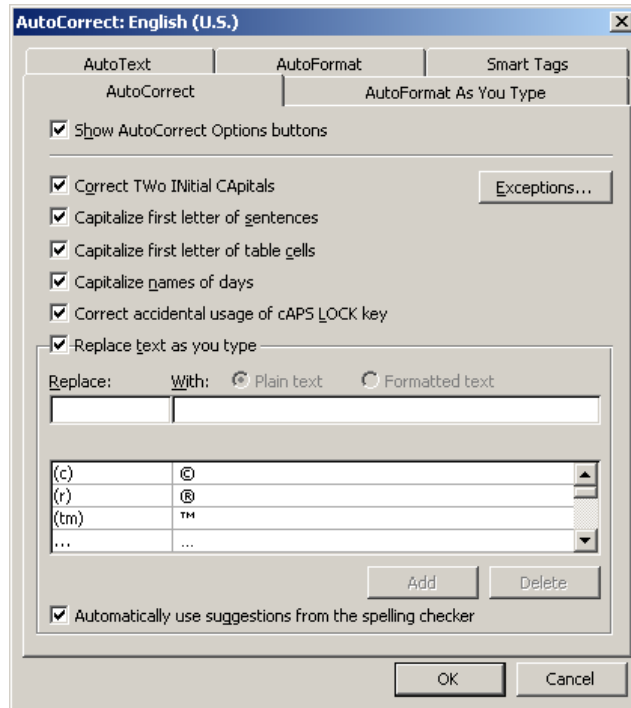 AutoCorrect: English (U.S.)
AutoText AutoFormat Smart Tags
AutoCorrect AutoFormat As You Type
Show AutoCorrect Options buttons
Correct TWo INitial CApitals Exceptions...
Capitalize first letter of sentences
Capitalize first letter of table cells
Capitalize names of days
Correct accidental usage of cAPS LOCK key
Replace text as you type
Replace: With: Plain text Formatted text
(c) ©
(r) ®
(tm) ™
... …
Add Delete
Automatically use suggestions from the spelling checker
OK Cancel